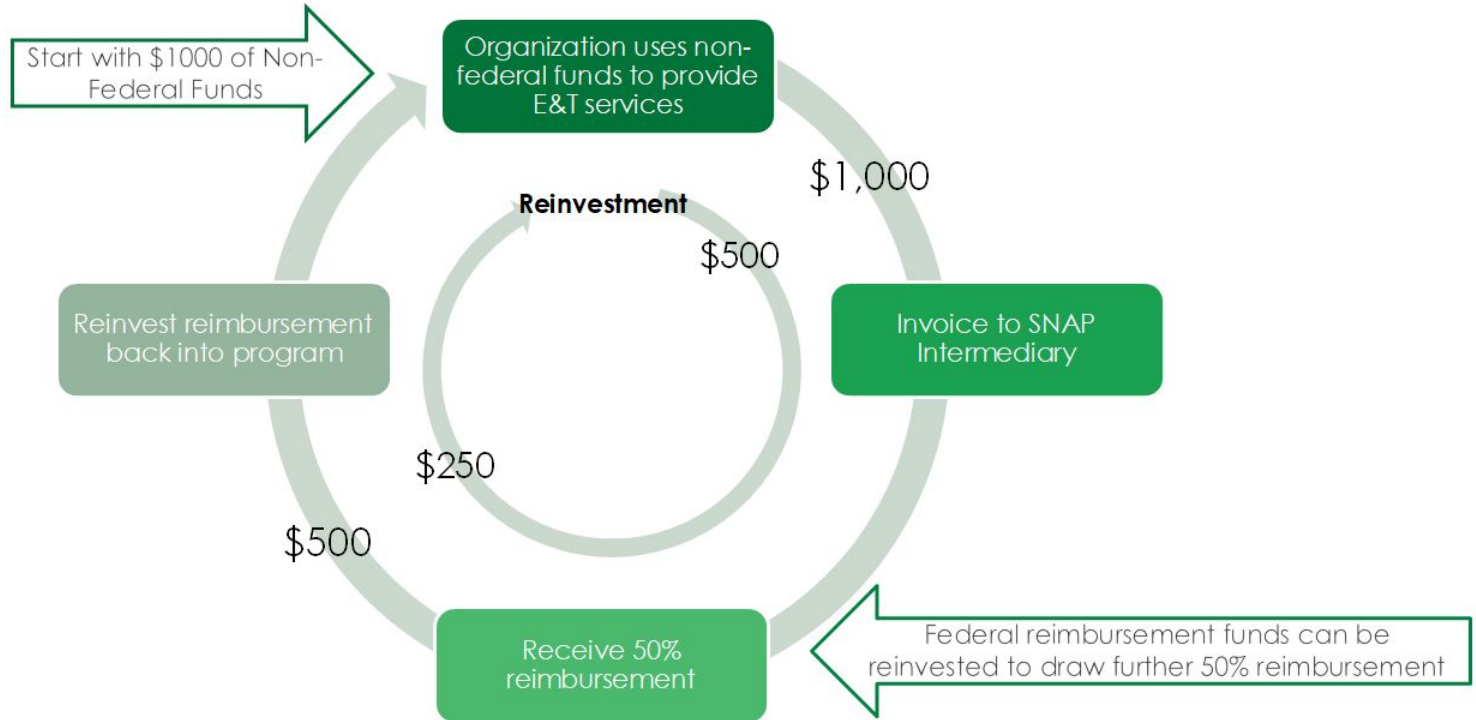 Start with $1000 of Non-
Federal Funds
Organization uses non-
federal funds to provide
E&T services
$1,000
Reinvestment
$500
Reinvest reimbursement
back into program
Invoice to SNAP
Intermediary
$250
$500
Receive 50%
reimbursement
Federal reimbursement funds can be
reinvested to draw further 50% reimbursement